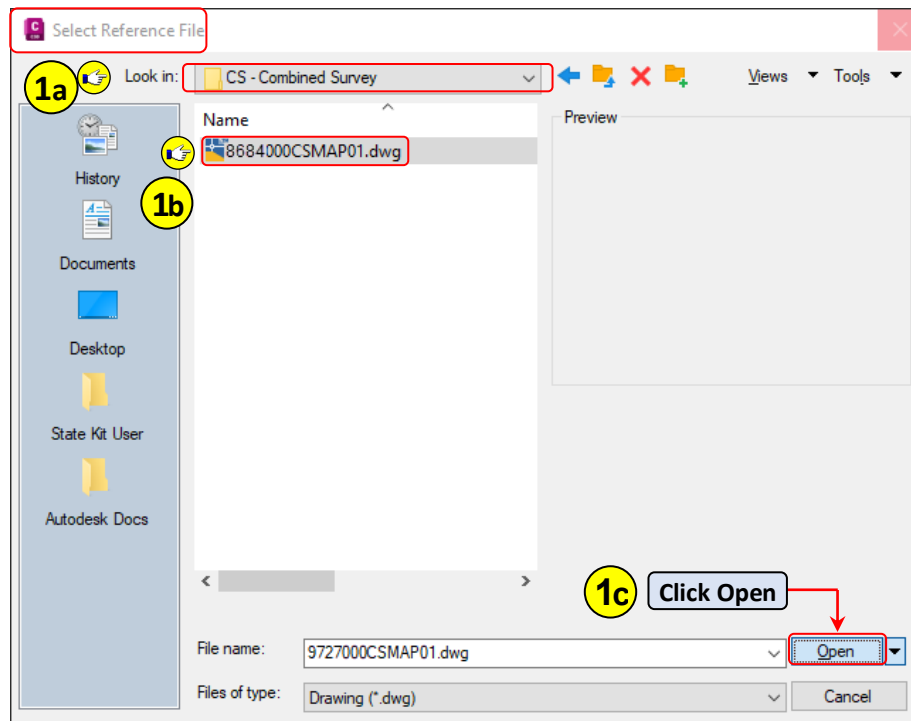 Select Reference File
1a
Look in:
CS - Combined Survey
Views
Tools
Name
Preview
8684000CSMAP01.dwg
1b
History
Documents
Desktop
State Kit User
Autodesk Docs
1c
Click Open
File name:
9727000CSMAP01.dwg
Open
Files of type:
Drawing (*.dwg)
Cancel